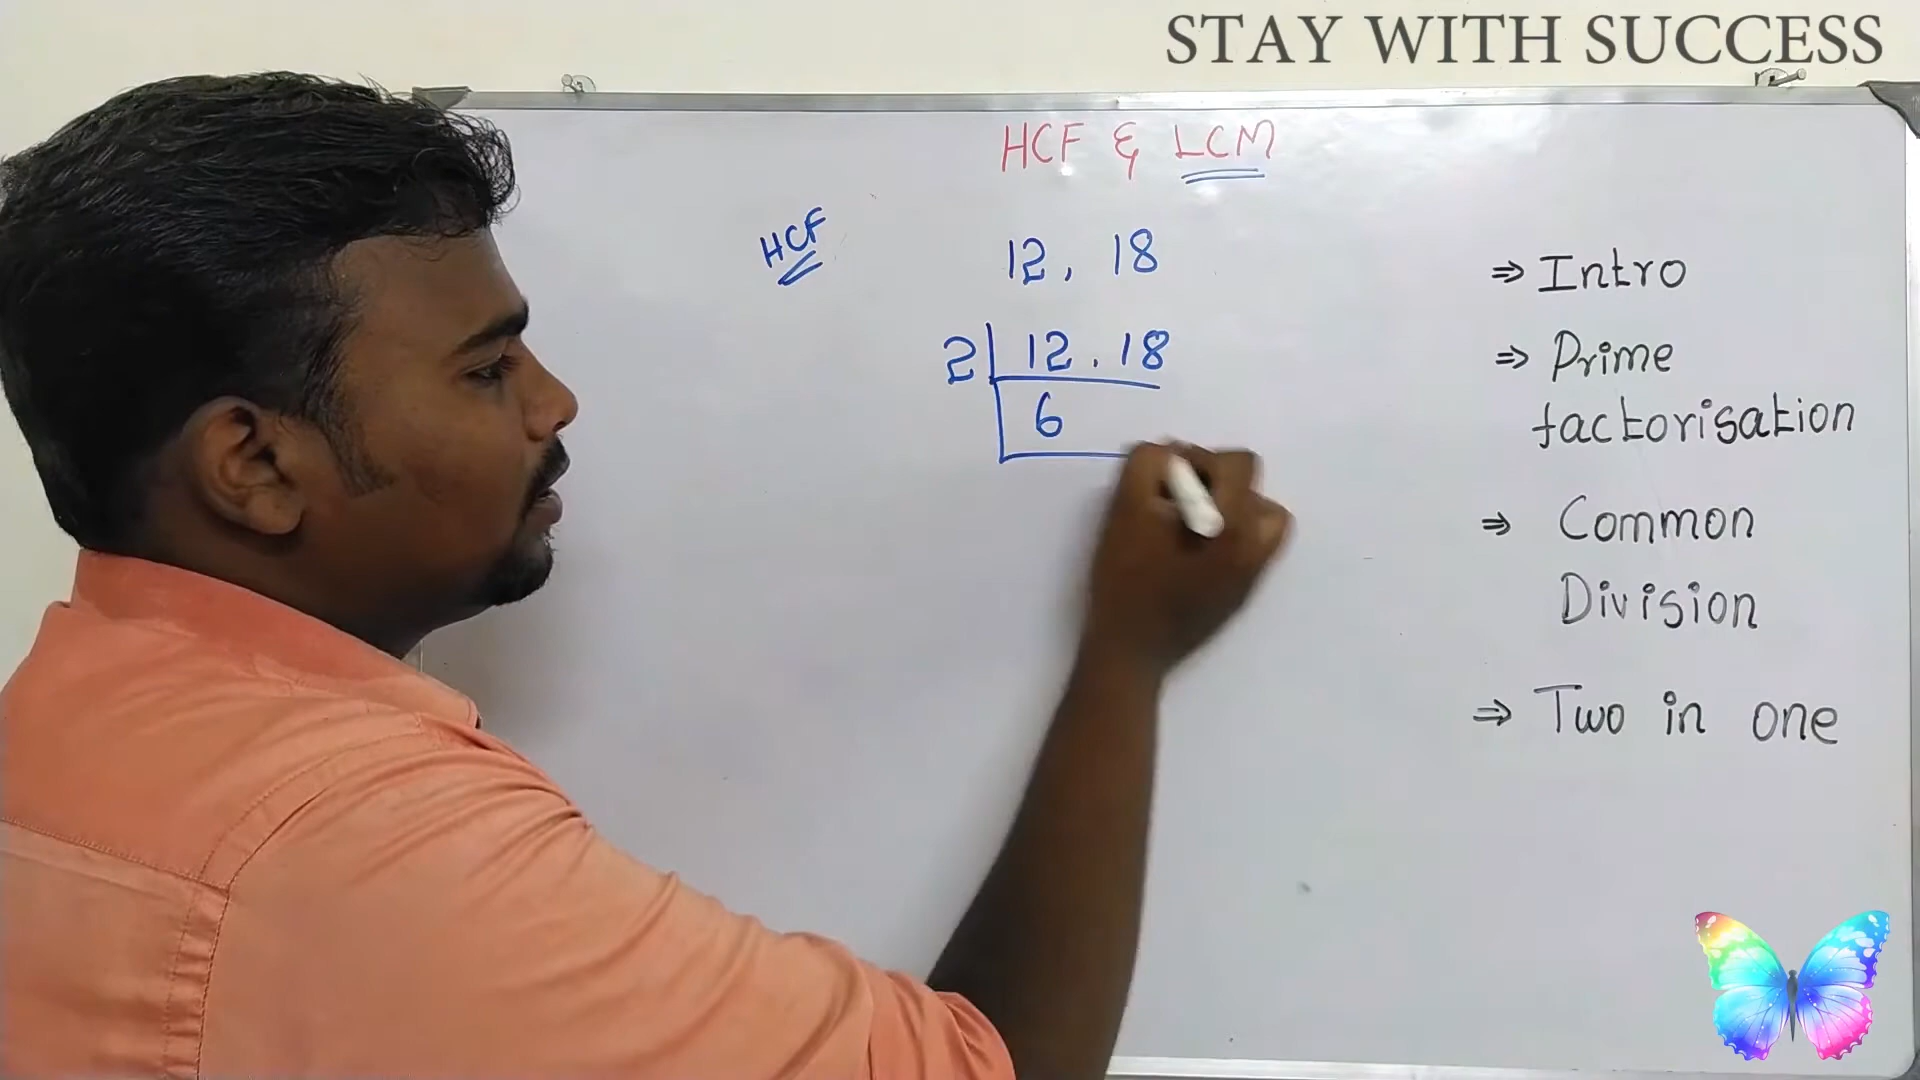 STAY WITH SUCCESS
HCF & LCM
HCF
12, 18
2 12.18
6
⇒ Intro
⇒ Prime
factorisation
⇒ Common
Division
⇒ Two in one